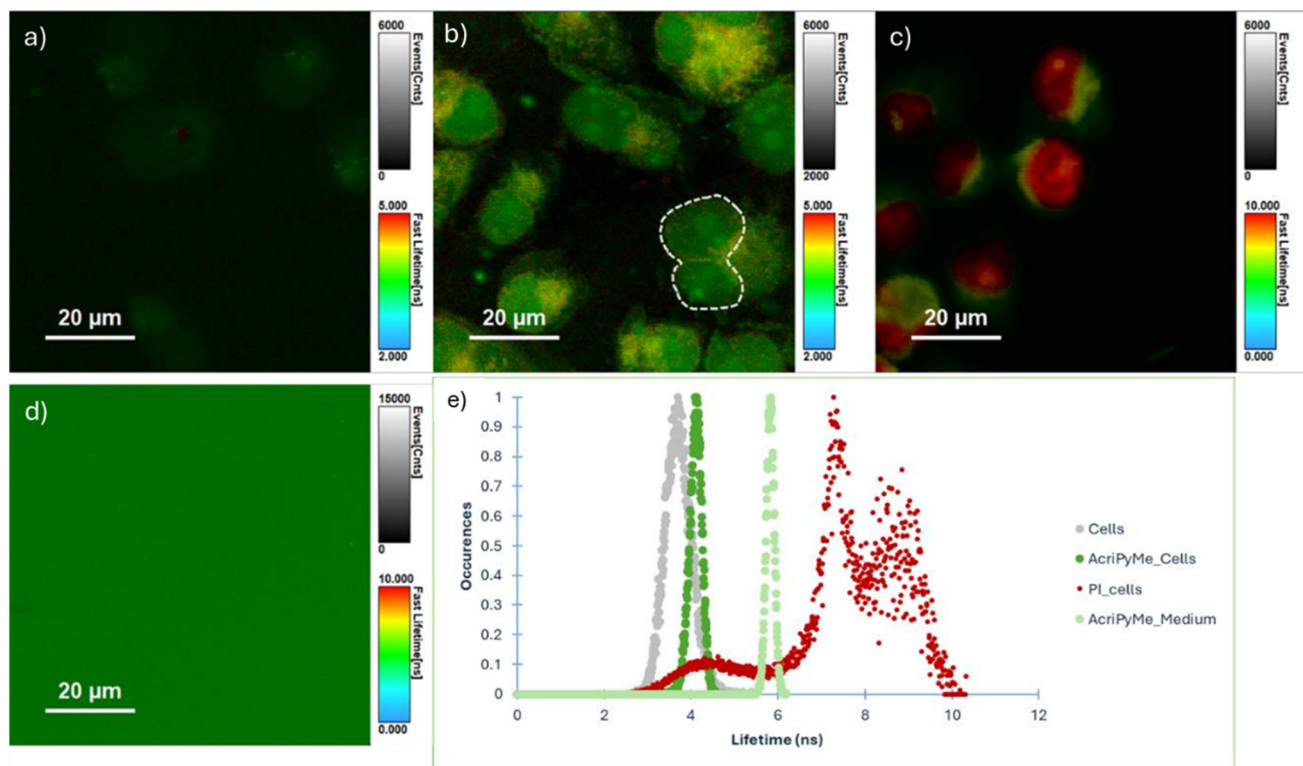 a)
6000
Events[Cnts]
0
5.000
Fast Lifetime[ns]
2.000
20 µm
b)
6000
Events[Cnts]
2000
5.000
Fast Lifetime[ns]
2.000
20 µm
c)
6000
Events[Cnts]
0
10.000
Fast Lifetime[ns]
0.000
20 µm
d)
15000
Events[Cnts]
0
10.000
Fast Lifetime[ns]
0.000
20 µm
e)
1
0.9
0.8
0.7
0.6
0.5
0.4
0.3
0.2
0.1
0
Occurences
0 2 4 6 8 10 12
Lifetime (ns)
Cells
AcriPyMe_Cells
PI_cells
AcriPyMe_Medium